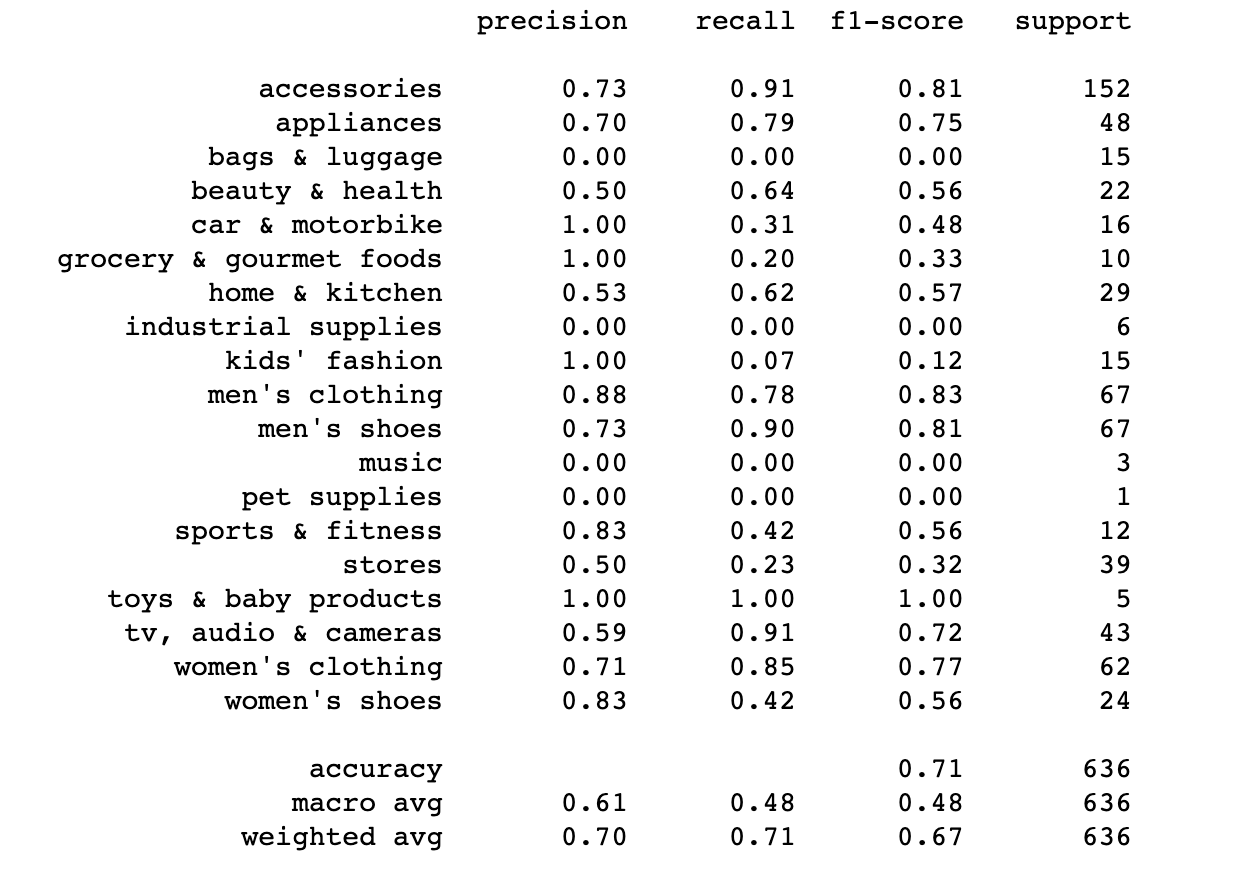 precision recall f1-score support
accessories 0.73 0.91 0.81 152
appliances 0.70 0.79 0.75 48
bags & luggage 0.00 0.00 0.00 15
beauty & health 0.50 0.64 0.56 22
car & motorbike 1.00 0.31 0.48 16
grocery & gourmet foods 1.00 0.20 0.33 10
home & kitchen 0.53 0.62 0.57 29
industrial supplies 0.00 0.00 0.00 6
kids' fashion 1.00 0.07 0.12 15
men's clothing 0.88 0.78 0.83 67
men's shoes 0.73 0.90 0.81 67
music 0.00 0.00 0.00 3
pet supplies 0.00 0.00 0.00 1
sports & fitness 0.83 0.42 0.56 12
stores 0.50 0.23 0.32 39
toys & baby products 1.00 1.00 1.00 5
tv, audio & cameras 0.59 0.91 0.72 43
women's clothing 0.71 0.85 0.77 62
women's shoes 0.83 0.42 0.56 24
accuracy 0.71 636
macro avg 0.61 0.48 0.48 636
weighted avg 0.70 0.71 0.67 636